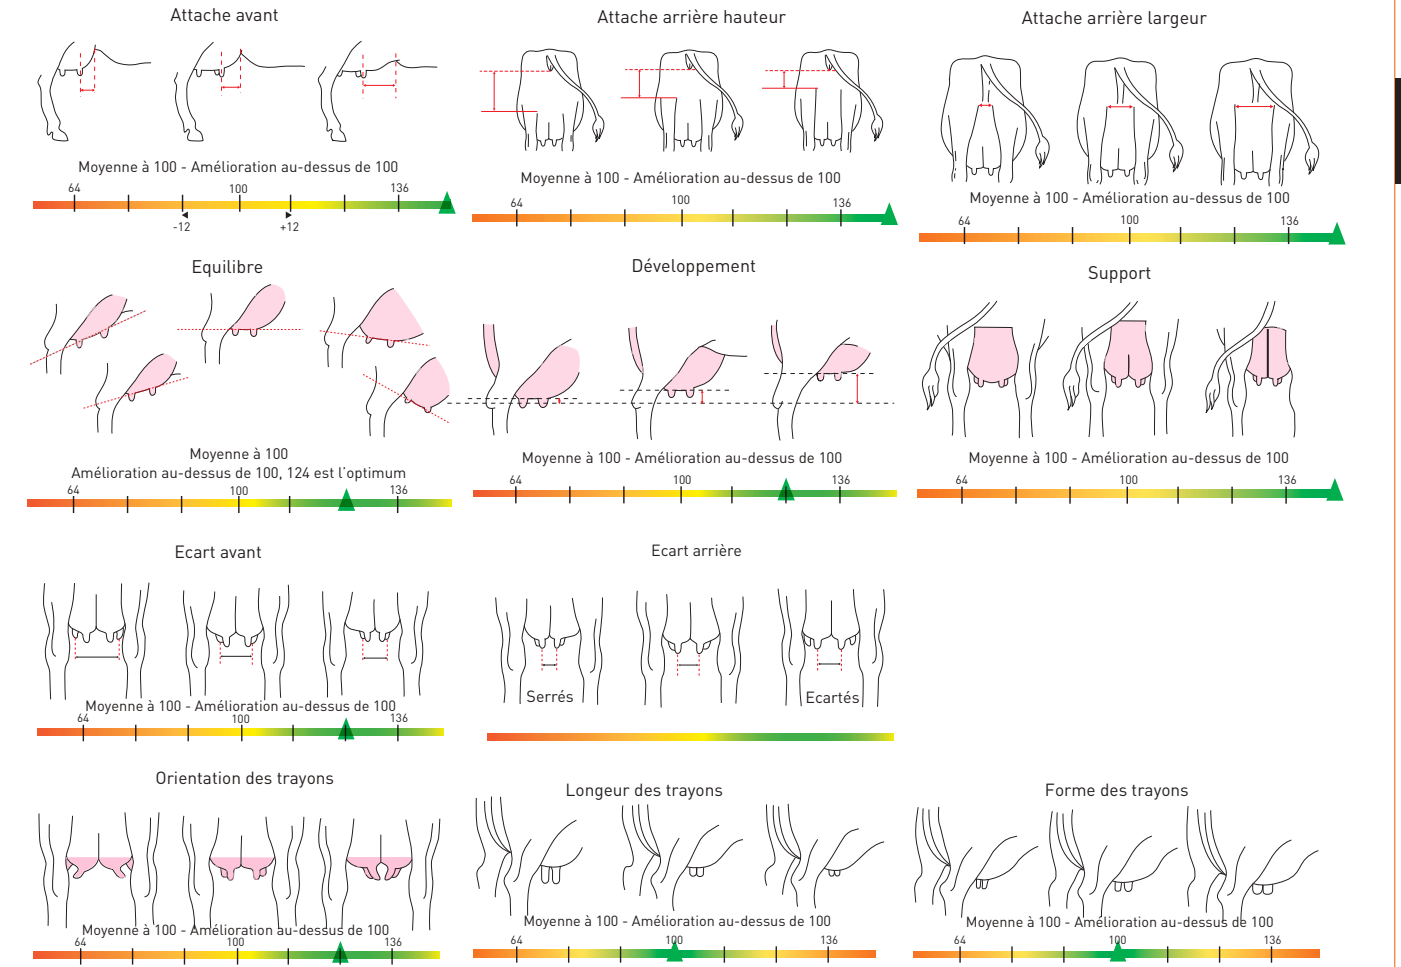 Attache avant
Moyenne à 100 - Amélioration au-dessus de 100
64 100 136
-12 +12
Attache arrière hauteur
Moyenne à 100 - Amélioration au-dessus de 100
64 100 136
Attache arrière largeur
Moyenne à 100 - Amélioration au-dessus de 100
64 100 136
Equilibre
Moyenne à 100
Amélioration au-dessus de 100, 124 est l'optimum
64 100 136
Développement
Moyenne à 100 - Amélioration au-dessus de 100
64 100 136
Support
Moyenne à 100 - Amélioration au-dessus de 100
64 100 136
Ecart avant
Moyenne à 100 - Amélioration au-dessus de 100
64 100 136
Ecart arrière
Serrés Ecartés
Orientation des trayons
Moyenne à 100 - Amélioration au-dessus de 100
64 100 136
Longeur des trayons
Moyenne à 100 - Amélioration au-dessus de 100
64 100 136
Forme des trayons
Moyenne à 100 - Amélioration au-dessus de 100
64 100 136